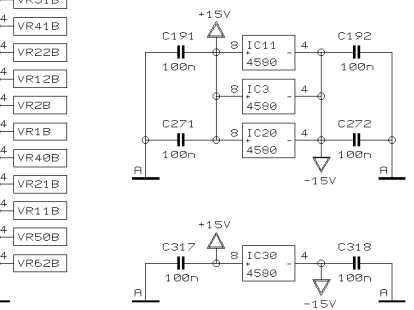 4 VR51B
4 VR41B
4 VR22B
4 VR12B
4 VR2B
4 VR1B
4 VR40B
4 VR21B
4 VR11B
4 VR50B
4 VR62B
+15V
C191 8 IC11 4 C192
100n + 4580 - 100n
8 IC3 4
+ 4580 -
C271 8 IC20 4 C272
100n + 4580 - 100n
A -15V A
+15V
C317 8 IC30 4 C318
100n + 4580 - 100n
A -15V A